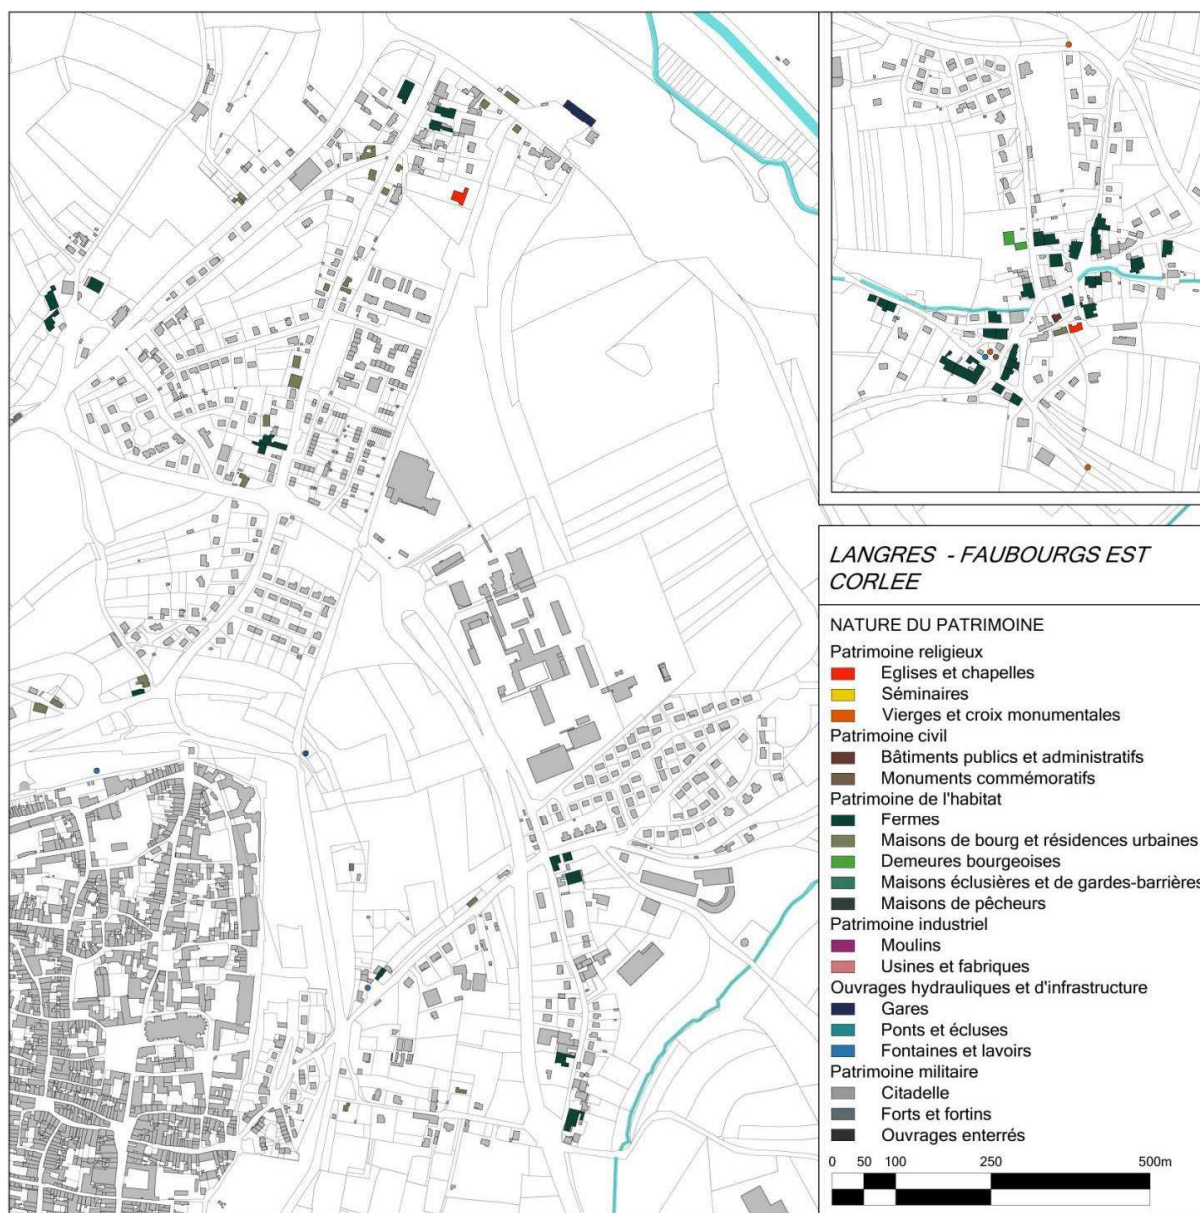 LANGRES - FAUBOURGS EST
CORLEE
NATURE DU PATRIMOINE
Patrimoine religieux
Eglises et chapelles
Séminaires
Vierges et croix monumentales
Patrimoine civil
Bâtiments publics et administratifs
Monuments commémoratifs
Patrimoine de l'habitat
Fermes
Maisons de bourg et résidences urbaines
Demeures bourgeoises
Maisons éclusières et de gardes-barrières
Maisons de pêcheurs
Patrimoine industriel
Moulins
Usines et fabriques
Ouvrages hydrauliques et d'infrastructure
Gares
Ponts et écluses
Fontaines et lavoirs
Patrimoine militaire
Citadelle
Forts et fortins
Ouvrages enterrés
0 50 100 250 500m